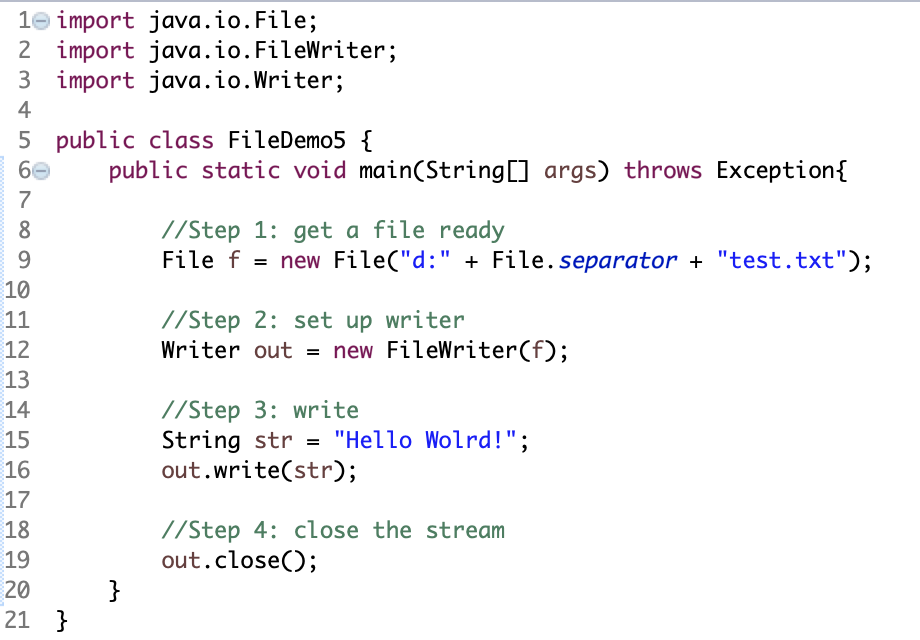 1 import java.io.File;
2 import java.io.FileWriter;
3 import java.io.Writer;
4
5 public class FileDemo5 {
6     public static void main(String[] args) throws Exception{
7
8         //Step 1: get a file ready
9         File f = new File("d:" + File.separator + "test.txt");
10
11         //Step 2: set up writer
12         Writer out = new FileWriter(f);
13
14         //Step 3: write
15         String str = "Hello Wolrd!";
16         out.write(str);
17
18         //Step 4: close the stream
19         out.close();
20     }
21 }